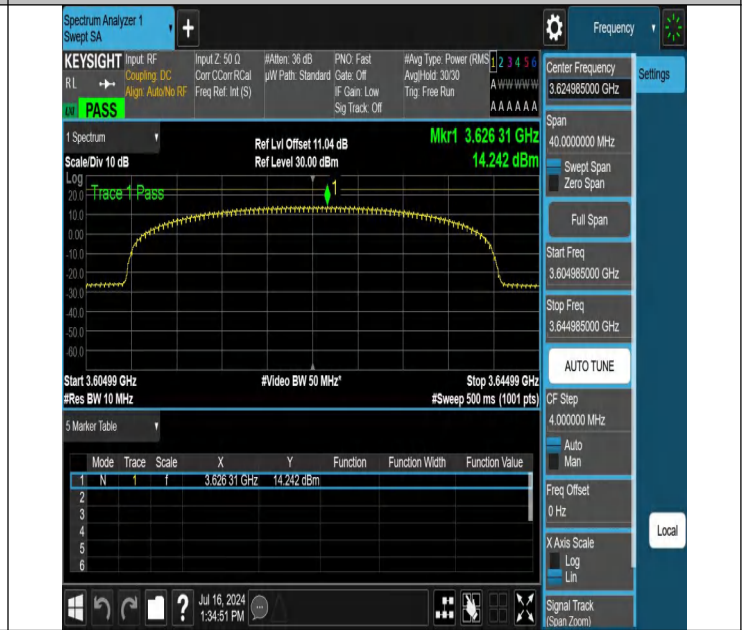 Spectrum Analyzer 1
Swept SA
Frequency
KEYSIGHT
RL
PASS
Input: RF
Coupling: DC
Align: Auto/No RF
Input Z: 50 Ω
Corr CCorr RCal
Freq Ref: Int (S)
#Atten: 36 dB
µW Path: Standard
PNO: Fast
Gate: Off
IF Gain: Low
Sig Track: Off
#Avg Type: Power (RMS
Avg|Hold: 30/30
Trig: Free Run
1 2 3 4 5 6
A W W W W W
A A A A A A
Center Frequency
3.624985000 GHz
Settings
1 Spectrum
Scale/Div 10 dB
Ref Lvl Offset 11.04 dB
Ref Level 30.00 dBm
Mkr1 3.626 31 GHz
14.242 dBm
Log
Trace 1 Pass
1
20.0
10.0
0.00
-10.0
-20.0
-30.0
-40.0
-50.0
-60.0
Start 3.60499 GHz
#Res BW 10 MHz
#Video BW 50 MHz*
Stop 3.64499 GHz
#Sweep 500 ms (1001 pts)
Span
40.0000000 MHz
Swept Span
Zero Span
Full Span
Start Freq
3.604985000 GHz
Stop Freq
3.644985000 GHz
AUTO TUNE
CF Step
4.000000 MHz
Auto
Man
Freq Offset
0 Hz
X Axis Scale
Log
Lin
Signal Track
(Span Zoom)
Local
5 Marker Table
Mode Trace Scale X Y Function Function Width Function Value
1 N 1 f 3.626 31 GHz 14.242 dBm
2
3
4
5
6
?
Jul 16, 2024
1:34:51 PM